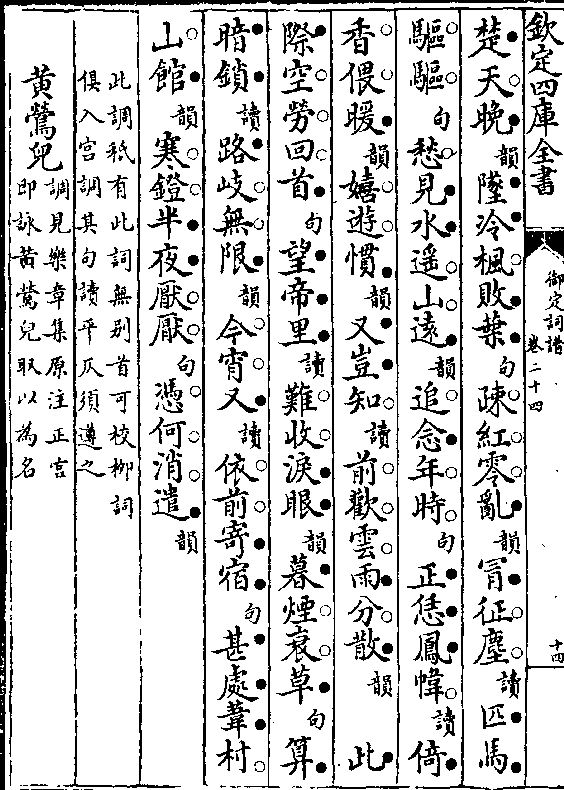 欽定四庫全書
御定詞譜
卷二十四
十四
楚天晩韻墜冷楓敗葉句疎紅零亂韻冐征塵讀匹馬
驅驅句愁見水遥山遠韻追念年時句正恁鳳幃讀倚
香偎暖韻嬉遊慣韻又豈知讀前歡雲雨分散韻此
際空勞回首句望帝里讀難收淚眼韻暮煙衰草句算
暗鎖讀路歧無限韻今宵又讀依前寄宿句甚處葦村
山館韻寒鐙半夜厭厭句憑何消遣韻
此調秖有此詞無别首可校柳詞
俱入宫調其句讀平仄須遵之
黄鶯兒調見樂章集原注正宫
即詠黄鶯兒取以為名